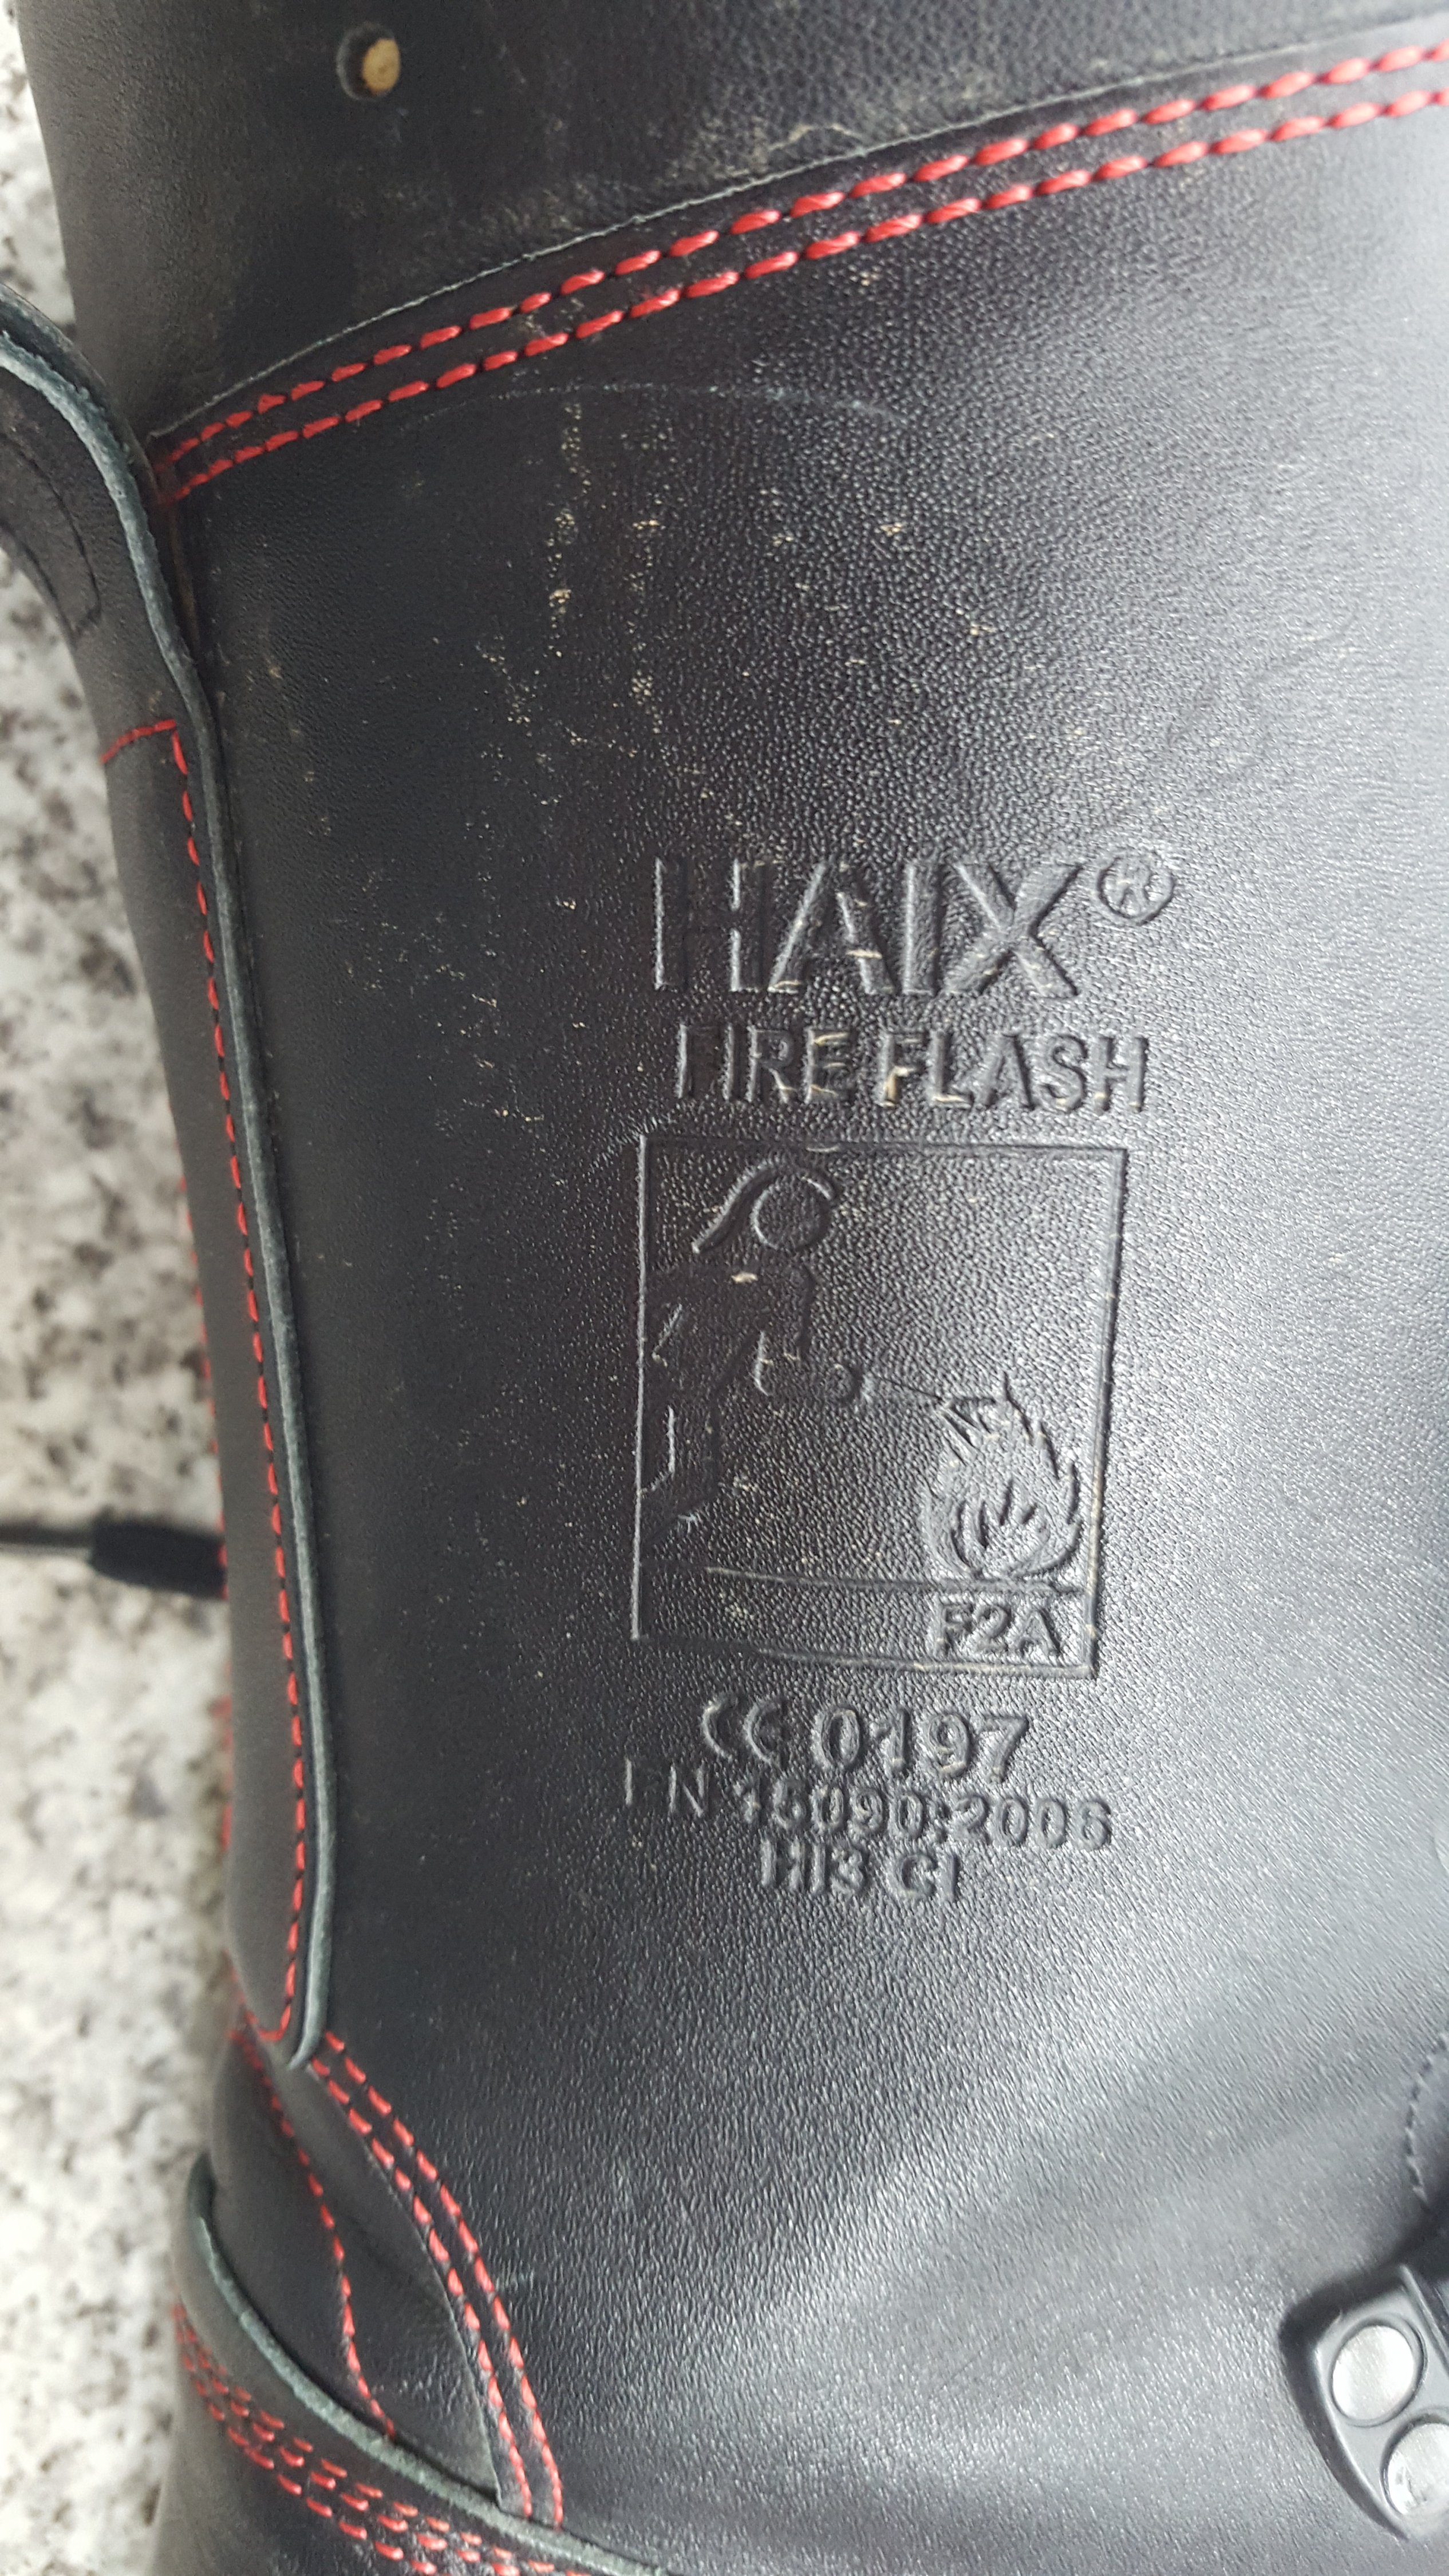 HAIX®
FIRE FLASH
F2A
CE 0197
EN 15090:2006
HI3 CI